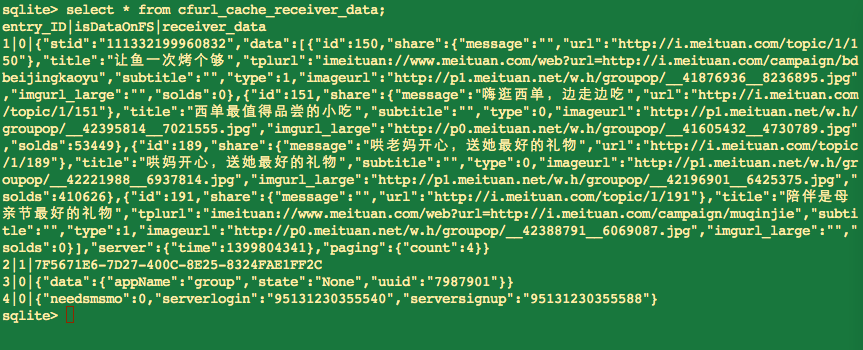 sqlite> select * from cfurl_cache_receiver_data;
entry_ID|isDataOnFS|receiver_data
1|0|{"stid":"111332199960832","data":[{"id":150,"share":{"message":"","url":"http://i.meituan.com/topic/1/1
50"},"title":"让鱼一次烤个够","tplurl":"imeituan://www.meituan.com/web?url=http://i.meituan.com/campaign/bd
beijingkaoyu","subtitle":"","type":1,"imageurl":"http://p1.meituan.net/w.h/groupop/__41876936__8236895.jpg"
,"imgurl_large":"","solds":0},{"id":151,"share":{"message":"嗨逛西单，边走边吃","url":"http://i.meituan.com
/topic/1/151"},"title":"西单最值得品尝的小吃","subtitle":"","type":0,"imageurl":"http://p1.meituan.net/w.h/
groupop/__42395814__7021555.jpg","imgurl_large":"http://p0.meituan.net/w.h/groupop/__41605432__4730789.jpg"
,"solds":53449},{"id":189,"share":{"message":"哄老妈开心，送她最好的礼物","url":"http://i.meituan.com/topic
/1/189"},"title":"哄妈开心，送她最好的礼物","subtitle":"","type":0,"imageurl":"http://p1.meituan.net/w.h/gr
oupop/__42221988__6937814.jpg","imgurl_large":"http://p1.meituan.net/w.h/groupop/__42196901__6425375.jpg","
solds":410626},{"id":191,"share":{"message":"","url":"http://i.meituan.com/topic/1/191"},"title":"陪伴是母
亲节最好的礼物","tplurl":"imeituan://www.meituan.com/web?url=http://i.meituan.com/campaign/muqinjie","subti
tle":"","type":1,"imageurl":"http://p0.meituan.net/w.h/groupop/__42388791__6069087.jpg","imgurl_large":"","
solds":0}],"server":{"time":1399804341},"paging":{"count":4}}
2|1|7F5671E6-7D27-400C-8E25-8324FAE1FF2C
3|0|{"data":{"appName":"group","state":"None","uuid":"7987901"}}
4|0|{"needsmsmo":0,"serverlogin":"95131230355540","serversignup":"95131230355588"}
sqlite>